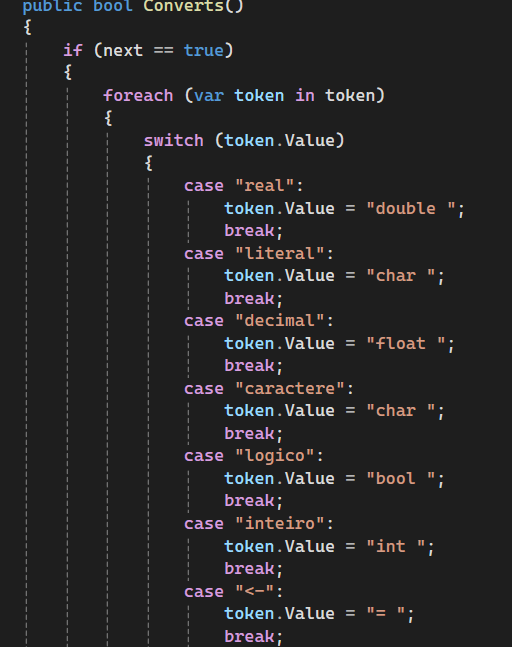 public bool Converts()
{
if (next == true)
{
foreach (var token in token)
{
switch (token.Value)
{
case "real":
token.Value = "double ";
break;
case "literal":
token.Value = "char ";
break;
case "decimal":
token.Value = "float ";
break;
case "caractere":
token.Value = "char ";
break;
case "logico":
token.Value = "bool ";
break;
case "inteiro":
token.Value = "int ";
break;
case "<-":
token.Value = "= ";
break;